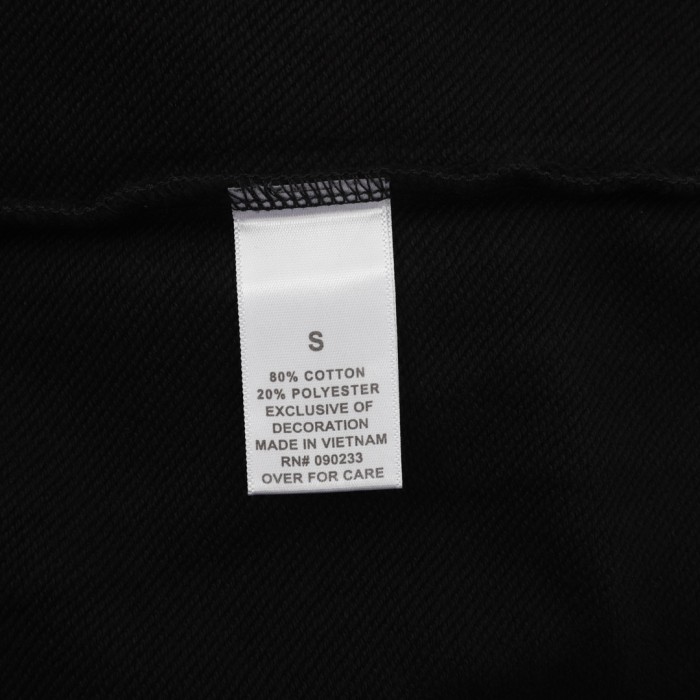 S
80% COTTON
20% POLYESTER
EXCLUSIVE OF
DECORATION
MADE IN VIETNAM
RN# 090233
OVER FOR CARE